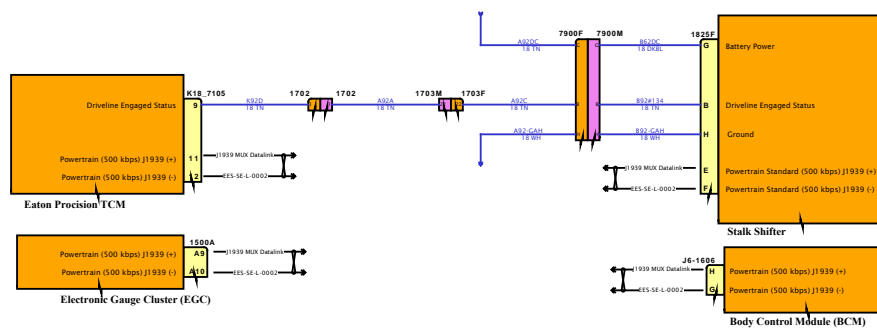 A92DC
18 TN
7900F
7900M
B62DC
18 DKBL
1825F
G
Battery Power
Driveline Engaged Status
K18_7105
9
K92D
18 TN
1702
1702
A92A
18 TN
1703M
1703F
A92C
18 TN
B92#134
18 TN
B
Driveline Engaged Status
A92-GAH
18 WH
B92-GAH
18 WH
H
Ground
Powertrain (500 kbps) J1939 (+)
11
J1939 MUX Datalink
Powertrain (500 kbps) J1939 (-)
2
EES-SE-L-0002
Eaton Precision TCM
J1939 MUX Datalink
E
Powertrain Standard (500 kbps) J1939 (+)
EES-SE-L-0002
F
Powertrain Standard (500 kbps) J1939 (-)
Stalk Shifter
1500A
Powertrain (500 kbps) J1939 (+)
A9
J1939 MUX Datalink
Powertrain (500 kbps) J1939 (-)
A10
EES-SE-L-0002
Electronic Gauge Cluster (EGC)
J6-1606
J1939 MUX Datalink
H
Powertrain (500 kbps) J1939 (+)
EES-SE-L-0002
G
Powertrain (500 kbps) J1939 (-)
Body Control Module (BCM)